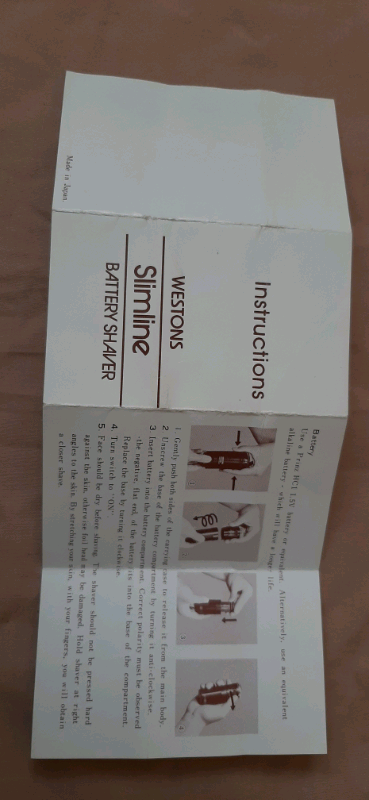 Instructions
WESTONS
Slimline
BATTERY SHAVER
Made in Japan
Battery
Use a 1.5V battery or equivalent. Alternatively, use an equivalent
alkaline battery - which will have a longer life.
1. Gently push both sides of the carrying case to release it from the main body.
2 Unscrew the base of the battery compartment by turning it anti-clockwise.
3 Insert battery into the battery compartment. Correct polarity must be observed
-the negative, flat end, of the battery fits into the base of the compartment.
Replace the base by turning it clockwise.
4. Turn switch to "ON".
5. Face should be dry before shaving. The shaver should not be pressed hard
against the skin, otherwise foil head may be damaged. Hold shaver at right
angles to the skin. By stretching your skin, with your fingers, you will obtain
a closer shave.